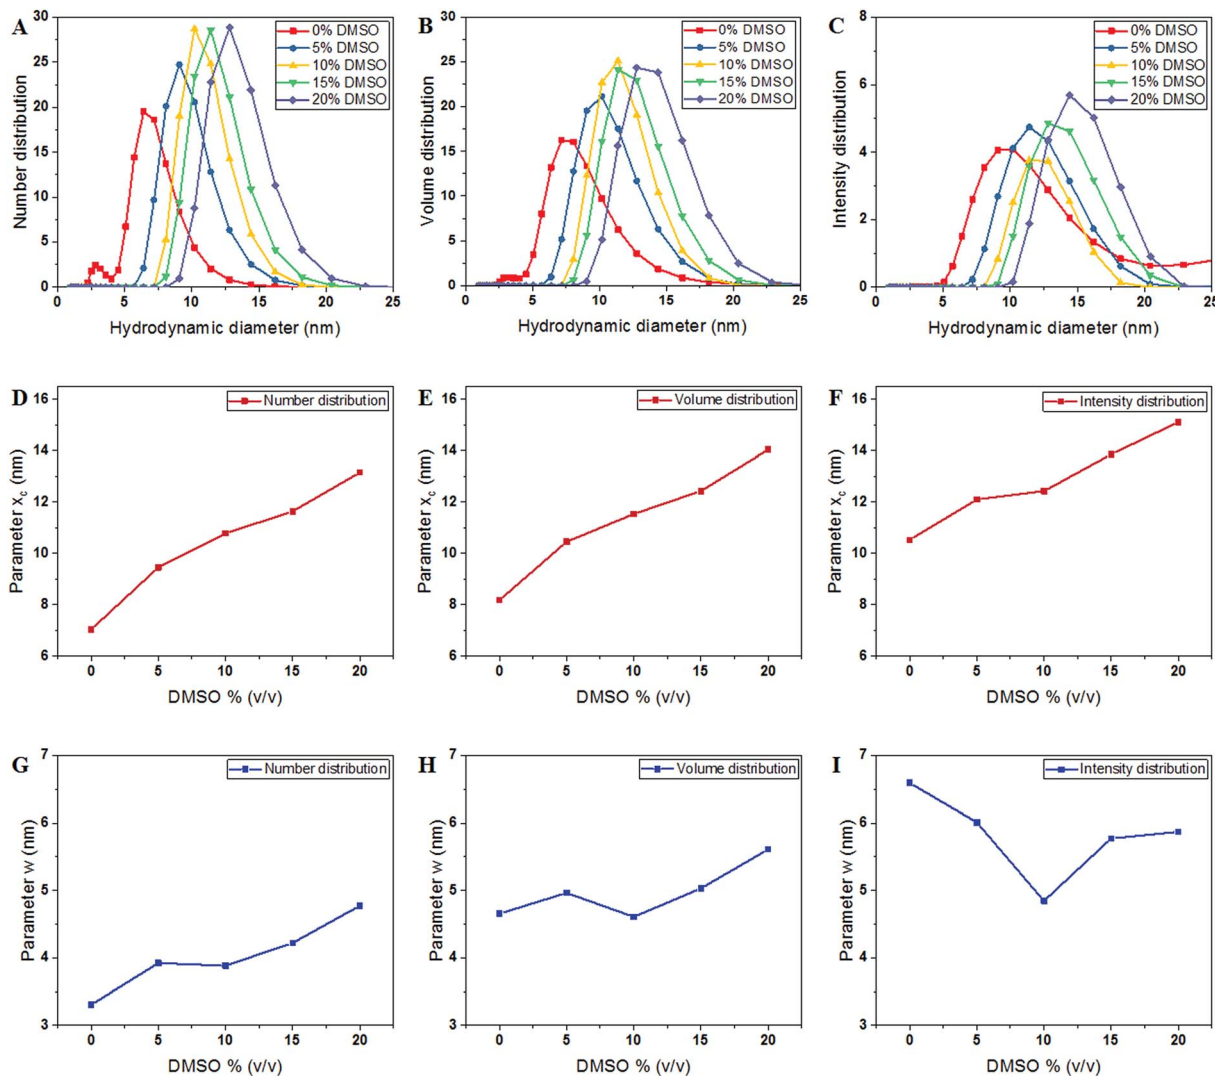 A
30
25
20
15
10
5
0
Number distribution
0% DMSO
5% DMSO
10% DMSO
15% DMSO
20% DMSO
0 5 10 15 20 25
Hydrodynamic diameter (nm)
B
30
25
20
15
10
5
0
Volume distribution
0% DMSO
5% DMSO
10% DMSO
15% DMSO
20% DMSO
0 5 10 15 20 25
Hydrodynamic diameter (nm)
C
8
6
4
2
0
Intensity distribution
0% DMSO
5% DMSO
10% DMSO
15% DMSO
20% DMSO
0 5 10 15 20 25
Hydrodynamic diameter (nm)
D
16
14
12
10
8
6
Parameter xc (nm)
Number distribution
0 5 10 15 20
DMSO % (v/v)
E
16
14
12
10
8
6
Parameter xc (nm)
Volume distribution
0 5 10 15 20
DMSO % (v/v)
F
16
14
12
10
8
6
Parameter xc (nm)
Intensity distribution
0 5 10 15 20
DMSO % (v/v)
G
7
6
5
4
3
Parameter w (nm)
Number distribution
0 5 10 15 20
DMSO % (v/v)
H
7
6
5
4
3
Parameter w (nm)
Volume distribution
0 5 10 15 20
DMSO % (v/v)
I
7
6
5
4
3
Parameter w (nm)
Intensity distribution
0 5 10 15 20
DMSO % (v/v)